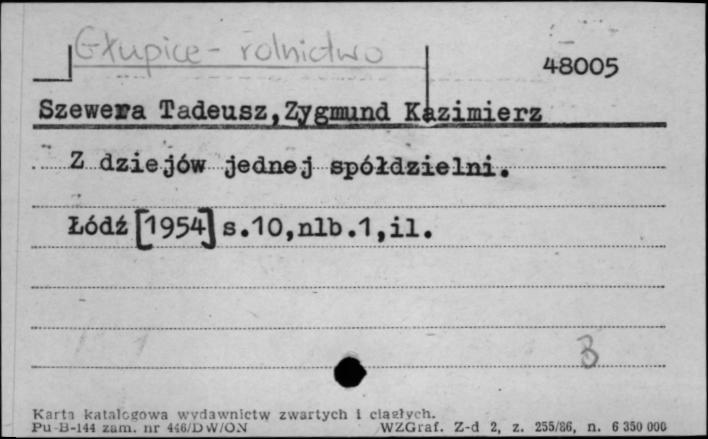 Głupice - rolnictwo
48005
Szewera Tadeusz,Zygmund Kazimierz
Z dziejów jednej spółdzielni.
Łódź [1954] s.10,nlb.1,il.
B
Karta katalogowa wydawnictw zwartych i ciągłych.
Pu-B-144 zam. nr 446/DW/ON WZGraf. Z-d 2, z. 255/86, n. 6 350 000